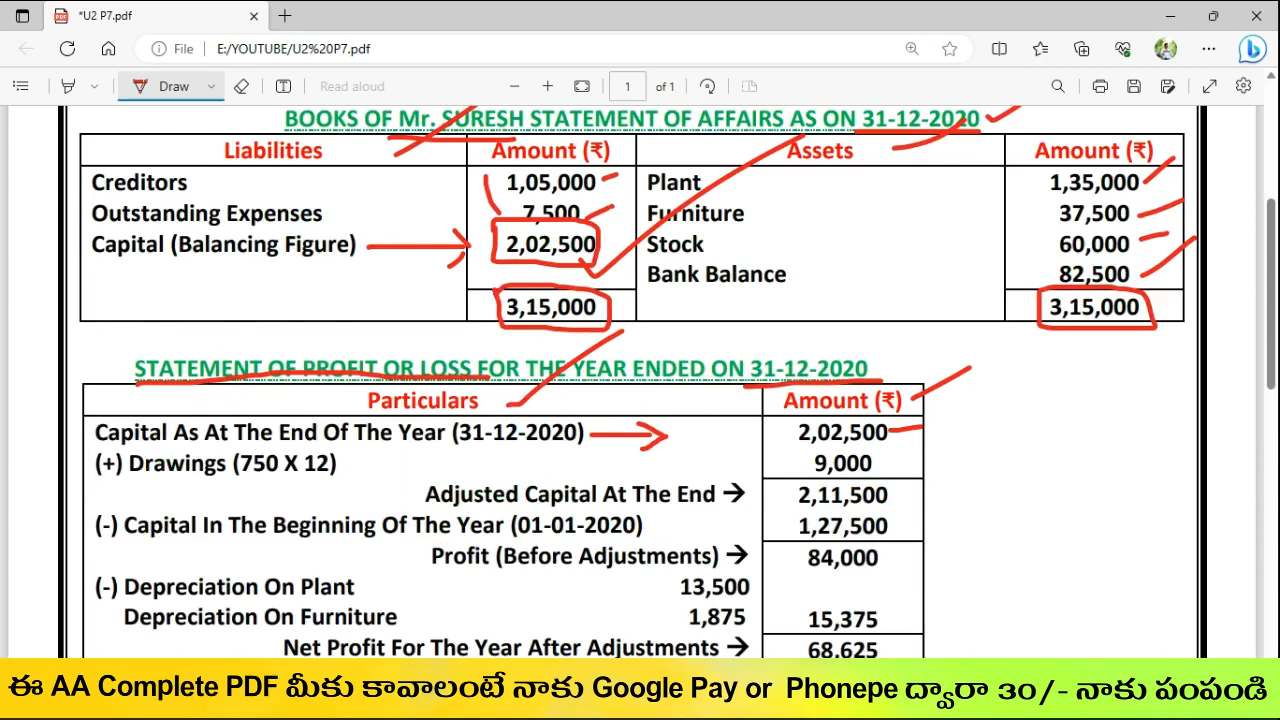 *U2 P7.pdf
File E:/YOUTUBE/U2%20P7.pdf
Draw Read aloud 1 of 1
BOOKS OF Mr. SURESH STATEMENT OF AFFAIRS AS ON 31-12-2020
Liabilities Amount (₹) Assets Amount (₹)
Creditors 1,05,000 Plant 1,35,000
Outstanding Expenses 7,500 Furniture 37,500
Capital (Balancing Figure) 2,02,500 Stock 60,000
Bank Balance 82,500
3,15,000 3,15,000
STATEMENT OF PROFIT OR LOSS FOR THE YEAR ENDED ON 31-12-2020
Particulars Amount (₹)
Capital As At The End Of The Year (31-12-2020) 2,02,500
(+) Drawings (750 X 12) 9,000
Adjusted Capital At The End → 2,11,500
(-) Capital In The Beginning Of The Year (01-01-2020) 1,27,500
Profit (Before Adjustments) → 84,000
(-) Depreciation On Plant 13,500
Depreciation On Furniture 1,875 15,375
Net Profit For The Year After Adjustments → 68,625
ఈ AA Complete PDF మీకు కావాలంటే నాకు Google Pay or Phonepe ద్వారా 30/- నాకు పంపండి